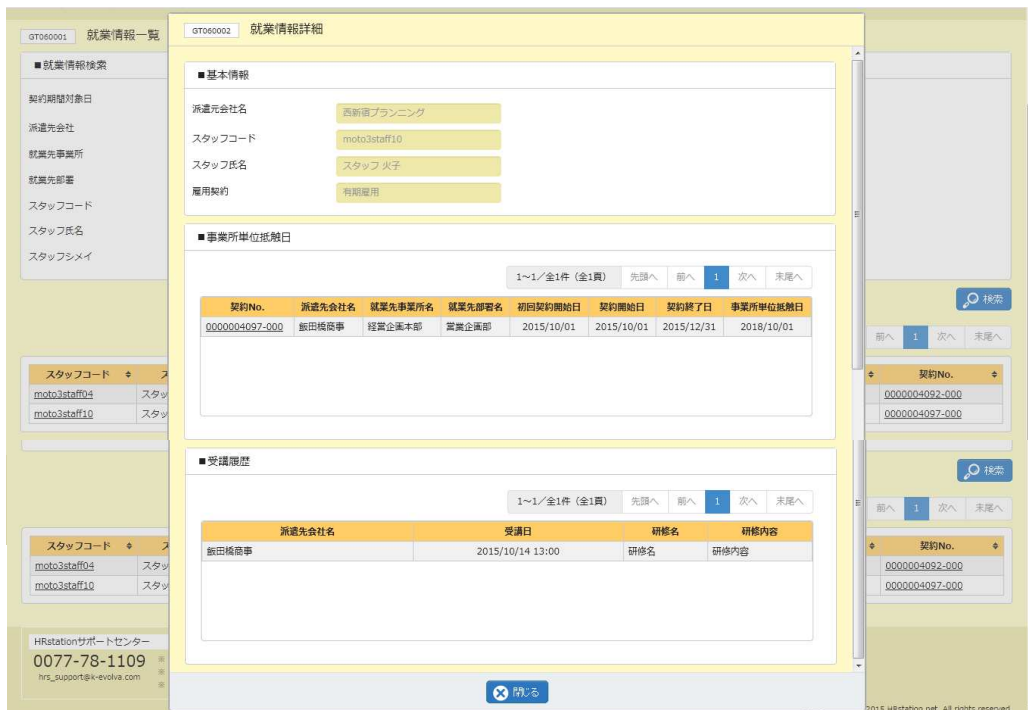 GT060001 就業情報一覧
■就業情報検索
契約期間対象日
派遣先会社
就業先事業所
就業先部署
スタッフコード
スタッフ氏名
スタッフシメイ
検索
前へ 1 次へ 末尾へ
スタッフコード
契約No.
moto3staff04 スタッ 0000004092-000
moto3staff10 スタッ 0000004097-000
GT060002 就業情報詳細
■基本情報
派遣元会社名 西新宿プランニング
スタッフコード moto3staff10
スタッフ氏名 スタッフ 火子
雇用契約 有期雇用
■事業所単位抵触日
1~1/全1件 (全1頁) 先頭へ 前へ 1 次へ 末尾へ
契約No. 派遣先会社名 就業先事業所名 就業先部署名 初回契約開始日 契約開始日 契約終了日 事業所単位抵触日
0000004097-000 飯田橋商事 経営企画本部 営業企画部 2015/10/01 2015/10/01 2015/12/31 2018/10/01
■受講履歴
1~1/全1件 (全1頁) 先頭へ 前へ 1 次へ 末尾へ
派遣先会社名 受講日 研修名 研修内容
飯田橋商事 2015/10/14 13:00 研修名 研修内容
閉じる
検索
前へ 1 次へ 末尾へ
スタッフコード
契約No.
moto3staff04 スタッ 0000004092-000
moto3staff10 スタッ 0000004097-000
HRstationサポートセンター
0077-78-1109
hrs_support@k-evolva.com
※
※
※
2015 HRstation.net. All rights reserved.